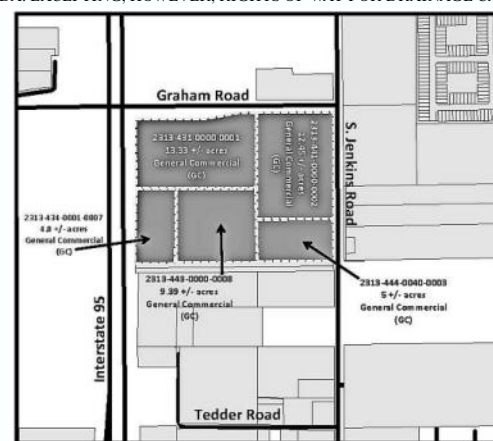 Graham Road
2313-431-0000-0001
13.33 +/- acres
General Commercial
(GC)
2313-441-0000-0002
12.45 +/- acres
General Commercial
(GC)
S. Jenkins Road
2313-434-0001-0007
4.8 +/- acres
General Commercial
(GC)
2313-443-0000-0008
9.39 +/- acres
General Commercial
(GC)
2313-444-0040-0003
5 +/- acres
General Commercial
(GC)
Interstate 95
Tedder Road